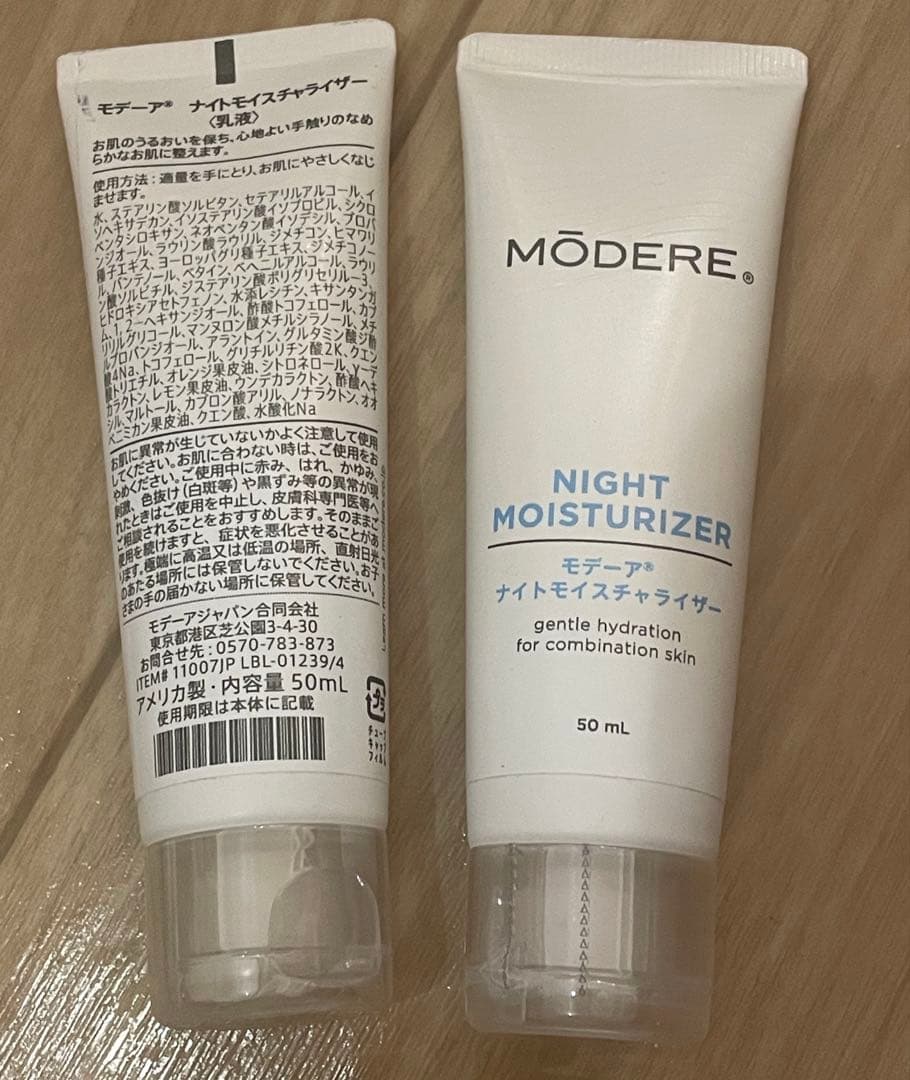 モデーア® ナイトモイスチャライザー
〈乳液〉
お肌のうるおいを保ち、心地よい手触りのなめ
らかなお肌に整えます。
使用方法：適量を手にとり、お肌にやさしくなじ
ませます。
水、ステアリン酸ソルビタン、セテアリルアルコール、イ
ソヘキサデカン、イソステアリン酸イソプロピル、シクロ
ペンタシロキサン、ネオペンタン酸イソデシル、プロパ
ンジオール、ラウリン酸ラウリル、ジメチコン、ヒマワリ
種子エキス、ヨーロッパグリ種子エキス、ジメチコノー
ル、パンテノール、ベタイン、ベヘニルアルコール、ラウリ
ン酸ソルビチル、ジステアリン酸ポリグリセリル-3、
ヒドロキシアセトフェノン、水添レシチン、キサンタンガ
ム、1,2-ヘキサンジオール、酢酸トコフェロール、カプ
リリルグリコール、マンヌロン酸メチルシラノール、メチ
ルプロパンジオール、アラントイン、グルタミン酸ジ酢
酸4Na、トコフェロール、グリチルリチン酸2K、クエン
酸トリエチル、オレンジ果皮油、シトロネロール、γ-デ
カラクトン、レモン果皮油、ウンデカラクトン、酢酸ヘキ
シル、マルトール、カプロン酸アリル、ノナラクトン、オオ
ベニミカン果皮油、クエン酸、水酸化Na
お肌に異常が生じていないかよく注意して使用
してください。お肌に合わない時は、ご使用をお
やめください。ご使用中に赤み、はれ、かゆみ、
刺激、色抜け（白斑等）や黒ずみ等の異常が現
れたときはご使用を中止し、皮膚科専門医等へ
ご相談されることをおすすめします。そのままご
使用を続けますと、症状を悪化させることがあ
ります。極端に高温又は低温の場所、直射日光
のあたる場所には保管しないでください。お子
さまの手の届かない場所に保管してください。
モデーアジャパン合同会社
東京都港区芝公園3-4-30
お問合せ先：0570-783-873
ITEM# 11007JP LBL-01239/4
アメリカ製・内容量 50mL
使用期限は本体に記載
プラ
チューブ
キャップ
フィルム
Learn more at modere.co.jp
MŌDERE®
NIGHT
MOISTURIZER
モデーア®
ナイトモイスチャライザー
gentle hydration
for combination skin
50 mL